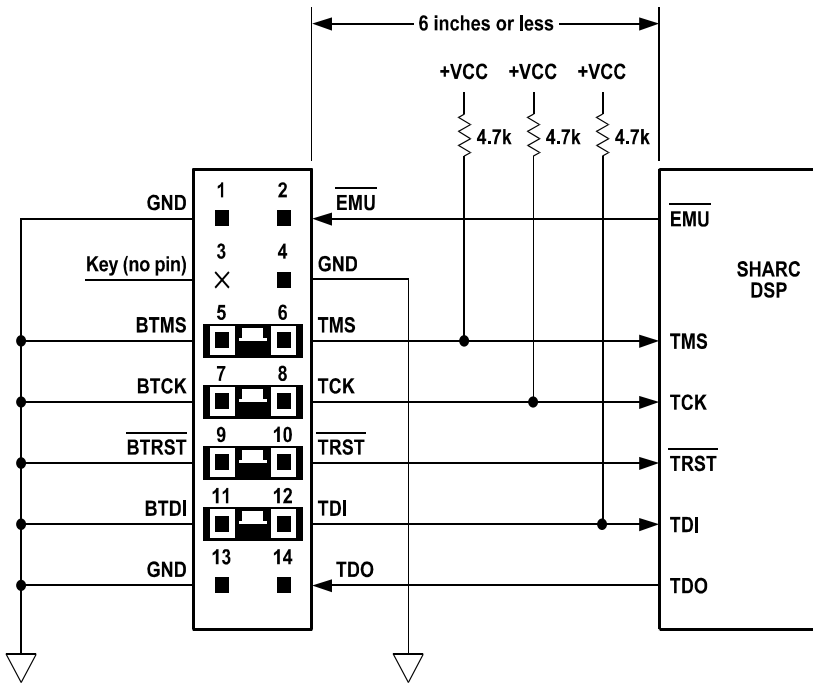 6 inches or less
+VCC +VCC +VCC
4.7k 4.7k 4.7k
1 2
GND EMU EMU
3 4
Key (no pin) GND
SHARC
DSP
5 6
BTMS TMS TMS
7 8
BTCK TCK TCK
9 10
BTRST TRST TRST
11 12
BTDI TDI TDI
13 14
GND TDO TDO